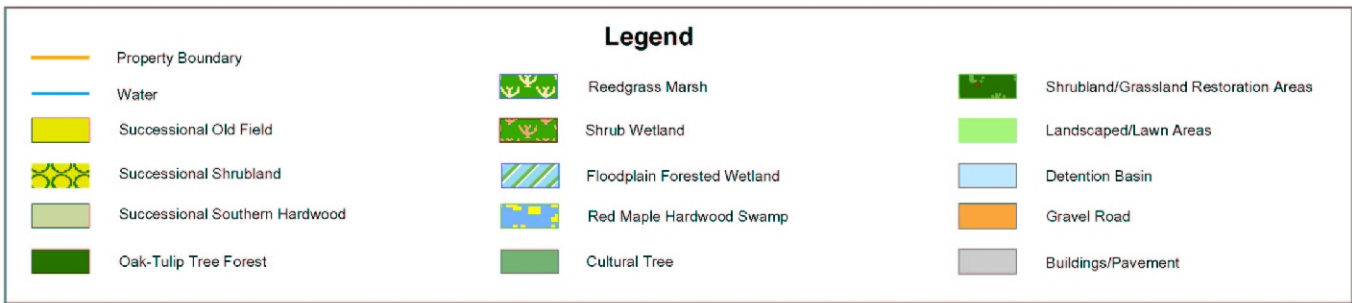 Legend
Property Boundary
Water
Successional Old Field
Successional Shrubland
Successional Southern Hardwood
Oak-Tulip Tree Forest
Reedgrass Marsh
Shrub Wetland
Floodplain Forested Wetland
Red Maple Hardwood Swamp
Cultural Tree
Shrubland/Grassland Restoration Areas
Landscaped/Lawn Areas
Detention Basin
Gravel Road
Buildings/Pavement